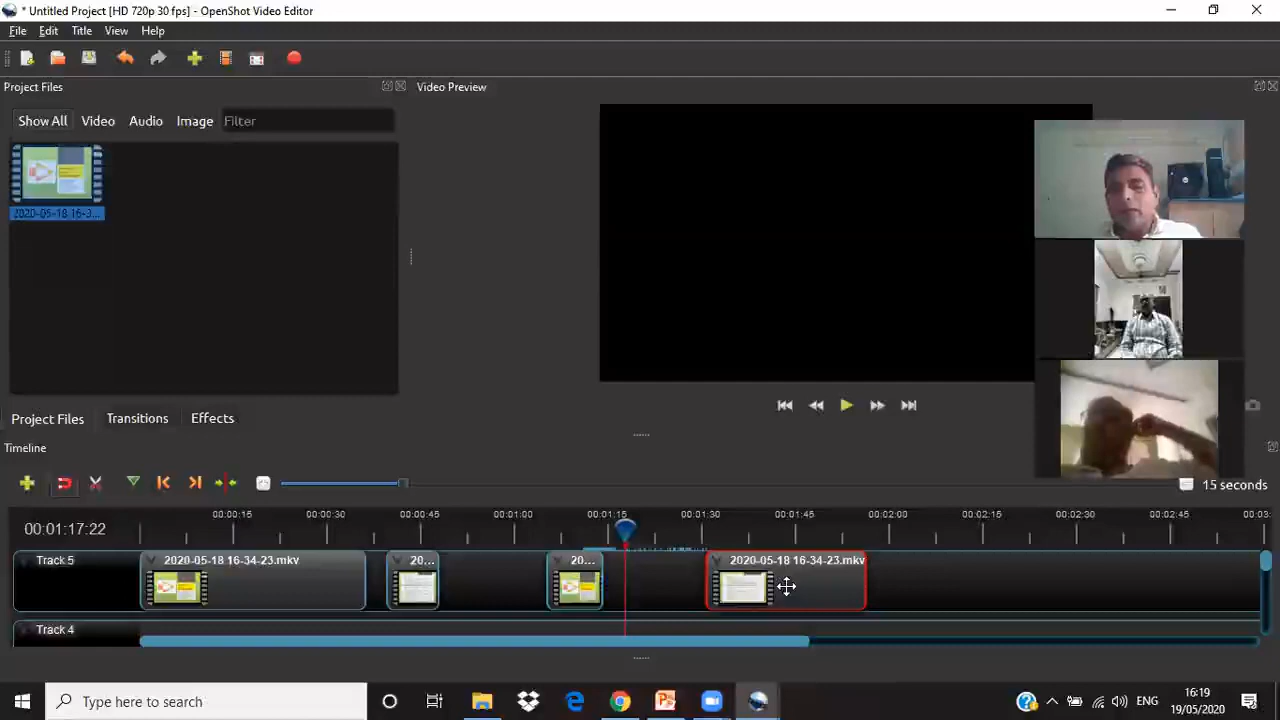 * Untitled Project [HD 720p 30 fps] - OpenShot Video Editor
File Edit Title View Help
Project Files
Video Preview
Show All Video Audio Image Filter
2020-05-18 16-3...
Project Files Transitions Effects
Timeline
15 seconds
00:01:17:22
00:00:15 00:00:30 00:00:45 00:01:00 00:01:15 00:01:30 00:01:45 00:02:00 00:02:15 00:02:30 00:02:45 00:03:
Track 5
2020-05-18 16-34-23.mkv
20...
20...
2020-05-18 16-34-23.mkv
Track 4
Type here to search
ENG
16:19
19/05/2020